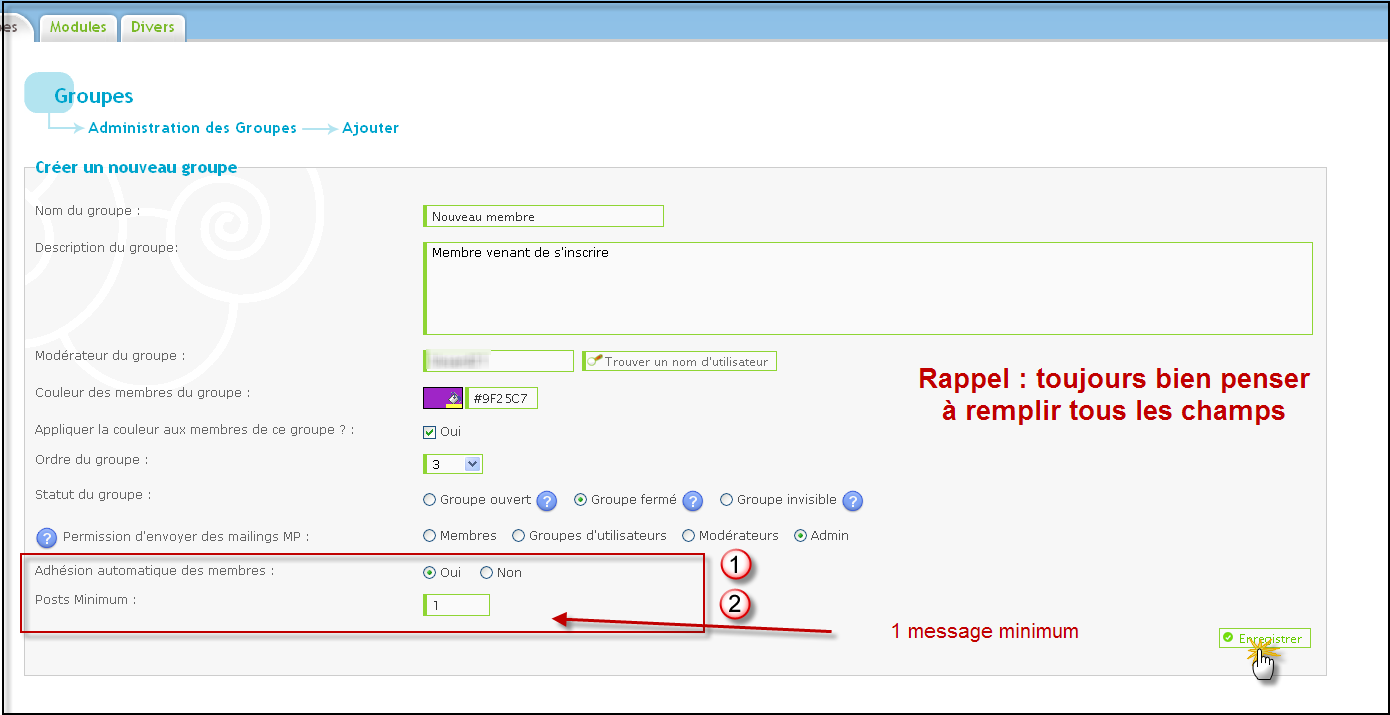 es
Modules
Divers
Groupes
Administration des Groupes
Ajouter
Créer un nouveau groupe
Nom du groupe :
Nouveau membre
Description du groupe:
Membre venant de s'inscrire
Modérateur du groupe :
Trouver un nom d'utilisateur
Rappel : toujours bien penser
à remplir tous les champs
Couleur des membres du groupe :
#9F25C7
Appliquer la couleur aux membres de ce groupe ? :
Oui
Ordre du groupe :
3
Statut du groupe :
Groupe ouvert ?
Groupe fermé ?
Groupe invisible ?
? Permission d'envoyer des mailings MP :
Membres
Groupes d'utilisateurs
Modérateurs
Admin
Adhésion automatique des membres :
Oui
Non
1
Posts Minimum :
1
2
1 message minimum
Enregistrer